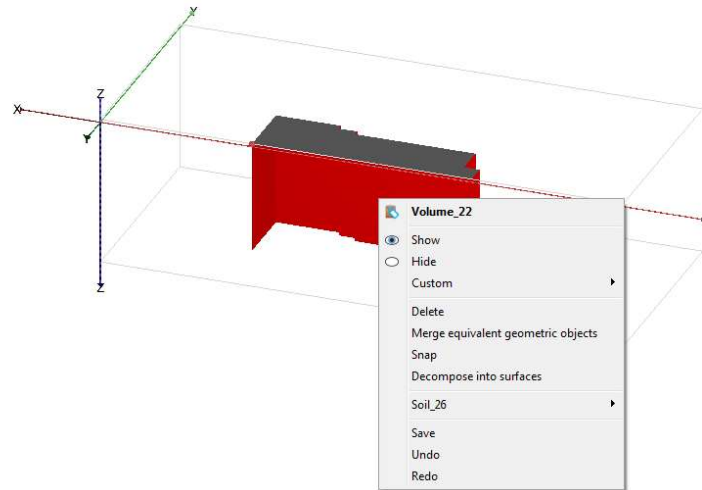 Y
Z
X
Y
Z
Volume_22
Show
Hide
Custom
Delete
Merge equivalent geometric objects
Snap
Decompose into surfaces
Soil_26
Save
Undo
Redo